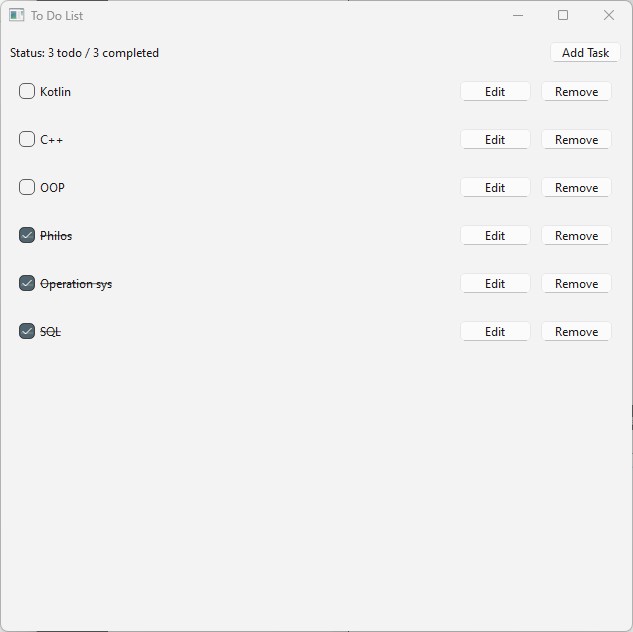 To Do List
Status: 3 todo / 3 completed Add Task
Kotlin Edit Remove
C++ Edit Remove
OOP Edit Remove
Philos Edit Remove
Operation sys Edit Remove
SQL Edit Remove